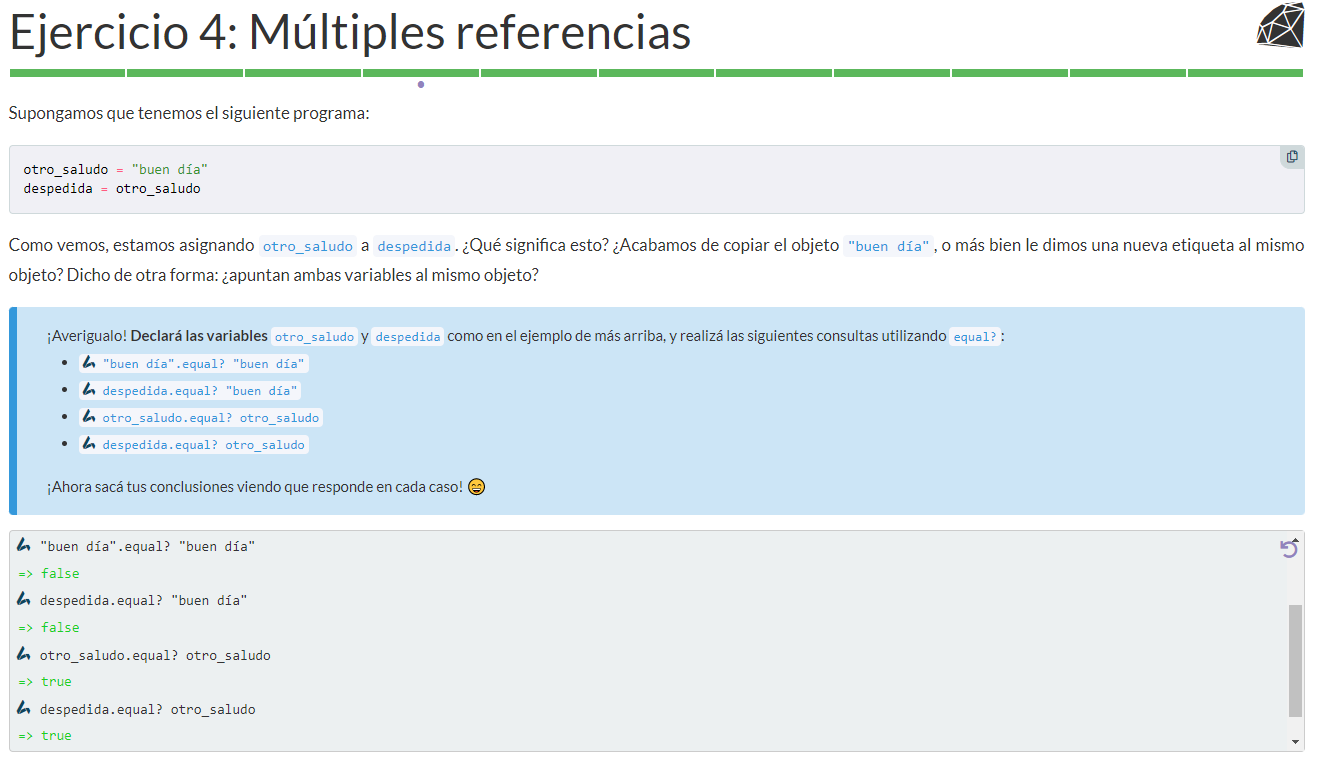 Ejercicio 4: Múltiples referencias
Supongamos que tenemos el siguiente programa:
otro_saludo = "buen día"
despedida = otro_saludo
Como vemos, estamos asignando otro_saludo a despedida. ¿Qué significa esto? ¿Acabamos de copiar el objeto "buen día", o más bien le dimos una nueva etiqueta al mismo
objeto? Dicho de otra forma: ¿apuntan ambas variables al mismo objeto?
¡Averigualo! Declará las variables otro_saludo y despedida como en el ejemplo de más arriba, y realizá las siguientes consultas utilizando equal?:
"buen día".equal? "buen día"
despedida.equal? "buen día"
otro_saludo.equal? otro_saludo
despedida.equal? otro_saludo
¡Ahora sacá tus conclusiones viendo que responde en cada caso! 😄
"buen día".equal? "buen día"
=> false
despedida.equal? "buen día"
=> false
otro_saludo.equal? otro_saludo
=> true
despedida.equal? otro_saludo
=> true